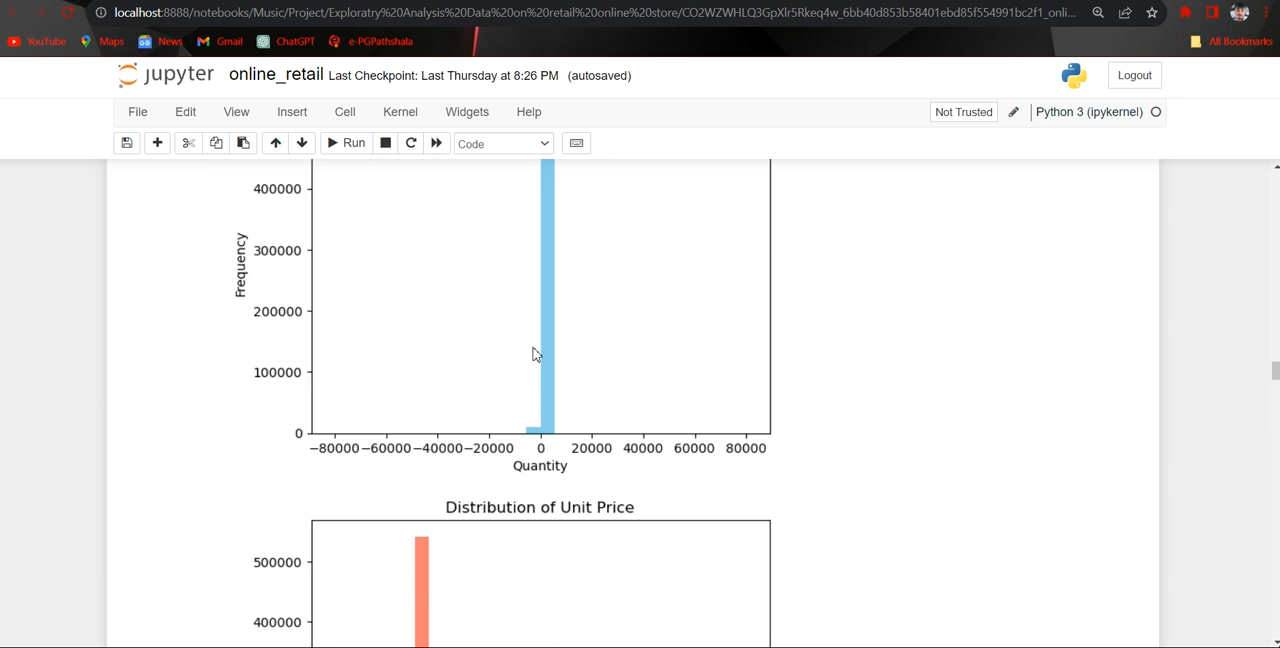 localhost:8888/notebooks/Music/Project/Exploratry%20Analysis%20Data%20on%20retail%20online%20store/CO2WZWHLQ3GpXlr5Rkeq4w_6bb40d853b58401ebd85f554991bc2f1_onli...
YouTube Maps News Gmail ChatGPT e-PGPathshala All Bookmarks
jupyter online_retail Last Checkpoint: Last Thursday at 8:26 PM (autosaved) Logout
File Edit View Insert Cell Kernel Widgets Help Not Trusted Python 3 (ipykernel)
Run Code
400000
300000
200000
100000
0
Frequency
−80000 −60000 −40000 −20000 0 20000 40000 60000 80000
Quantity
Distribution of Unit Price
500000
400000